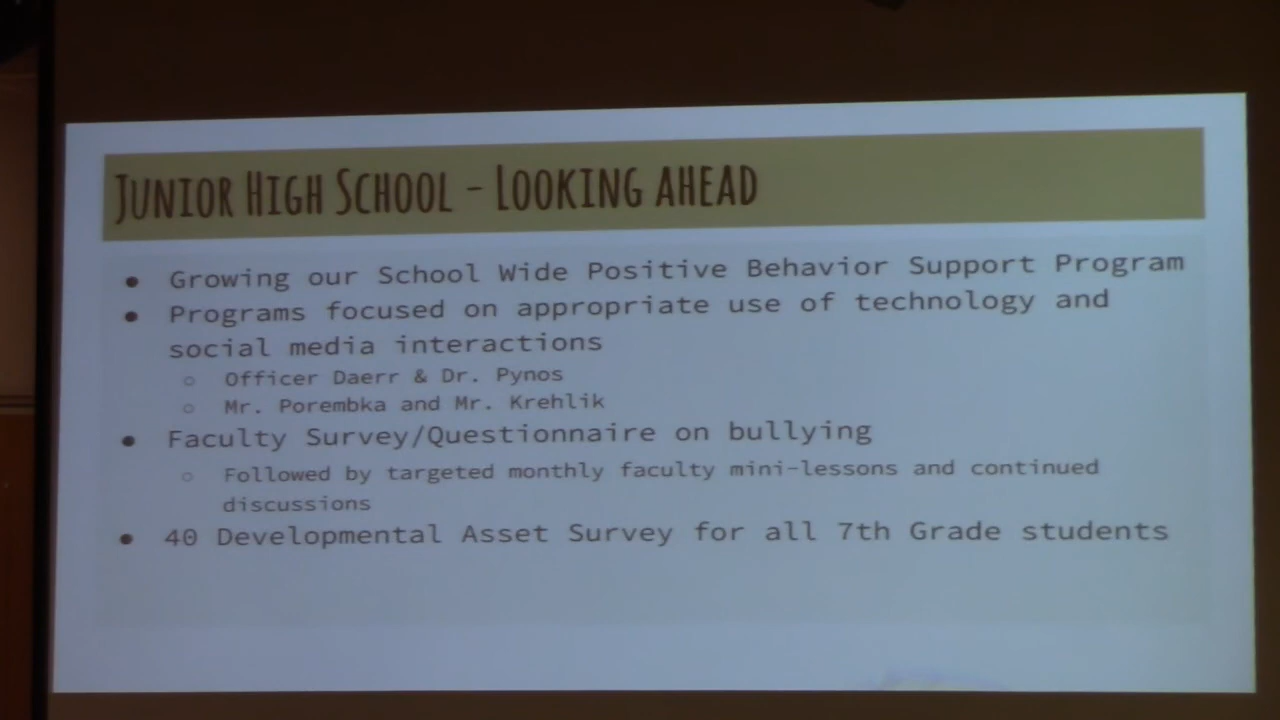 Junior High School - Looking ahead
● Growing our School Wide Positive Behavior Support Program
● Programs focused on appropriate use of technology and
social media interactions
○ Officer Daerr & Dr. Pynos
○ Mr. Porembka and Mr. Krehlik
● Faculty Survey/Questionnaire on bullying
○ Followed by targeted monthly faculty mini-lessons and continued
discussions
● 40 Developmental Asset Survey for all 7th Grade students